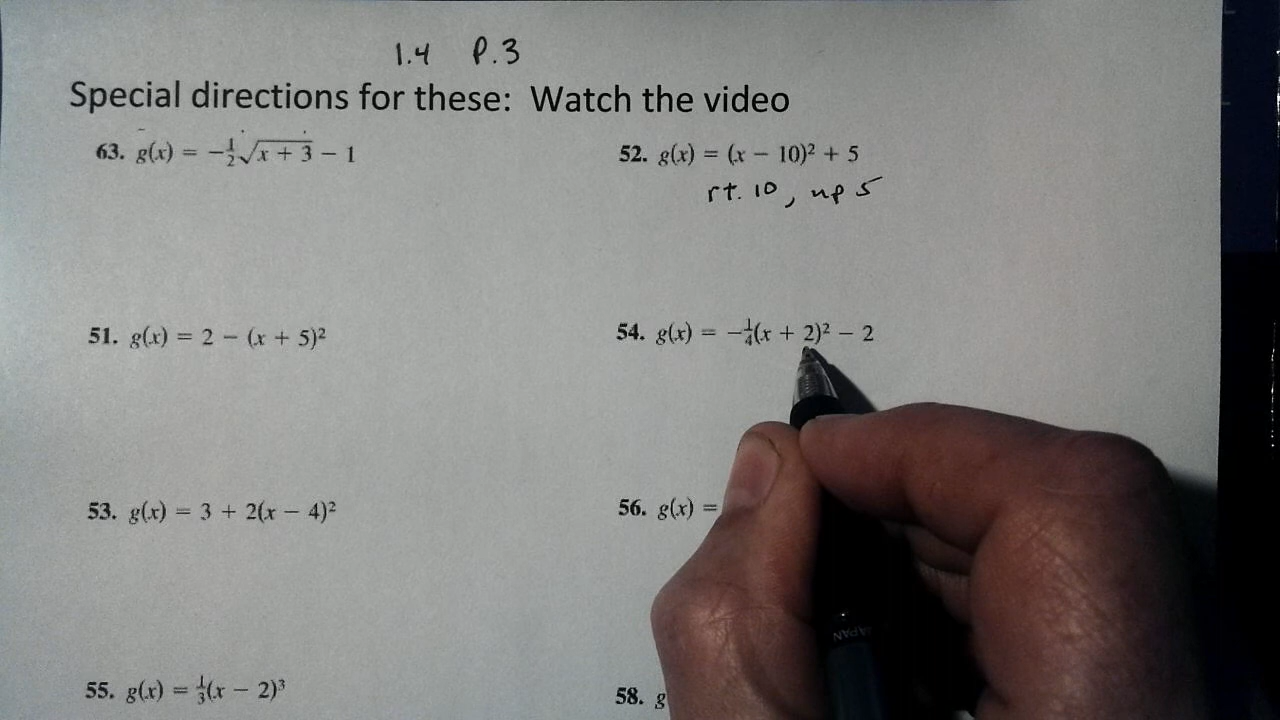 1.4 P.3
Special directions for these: Watch the video
63. g(x) = -½√(x + 3) - 1
52. g(x) = (x - 10)² + 5
rt. 10, up 5
51. g(x) = 2 - (x + 5)²
54. g(x) = -¼(x + 2)² - 2
53. g(x) = 3 + 2(x - 4)²
56. g(x) =
55. g(x) = ⅓(x - 2)³
58. g
JAPAN